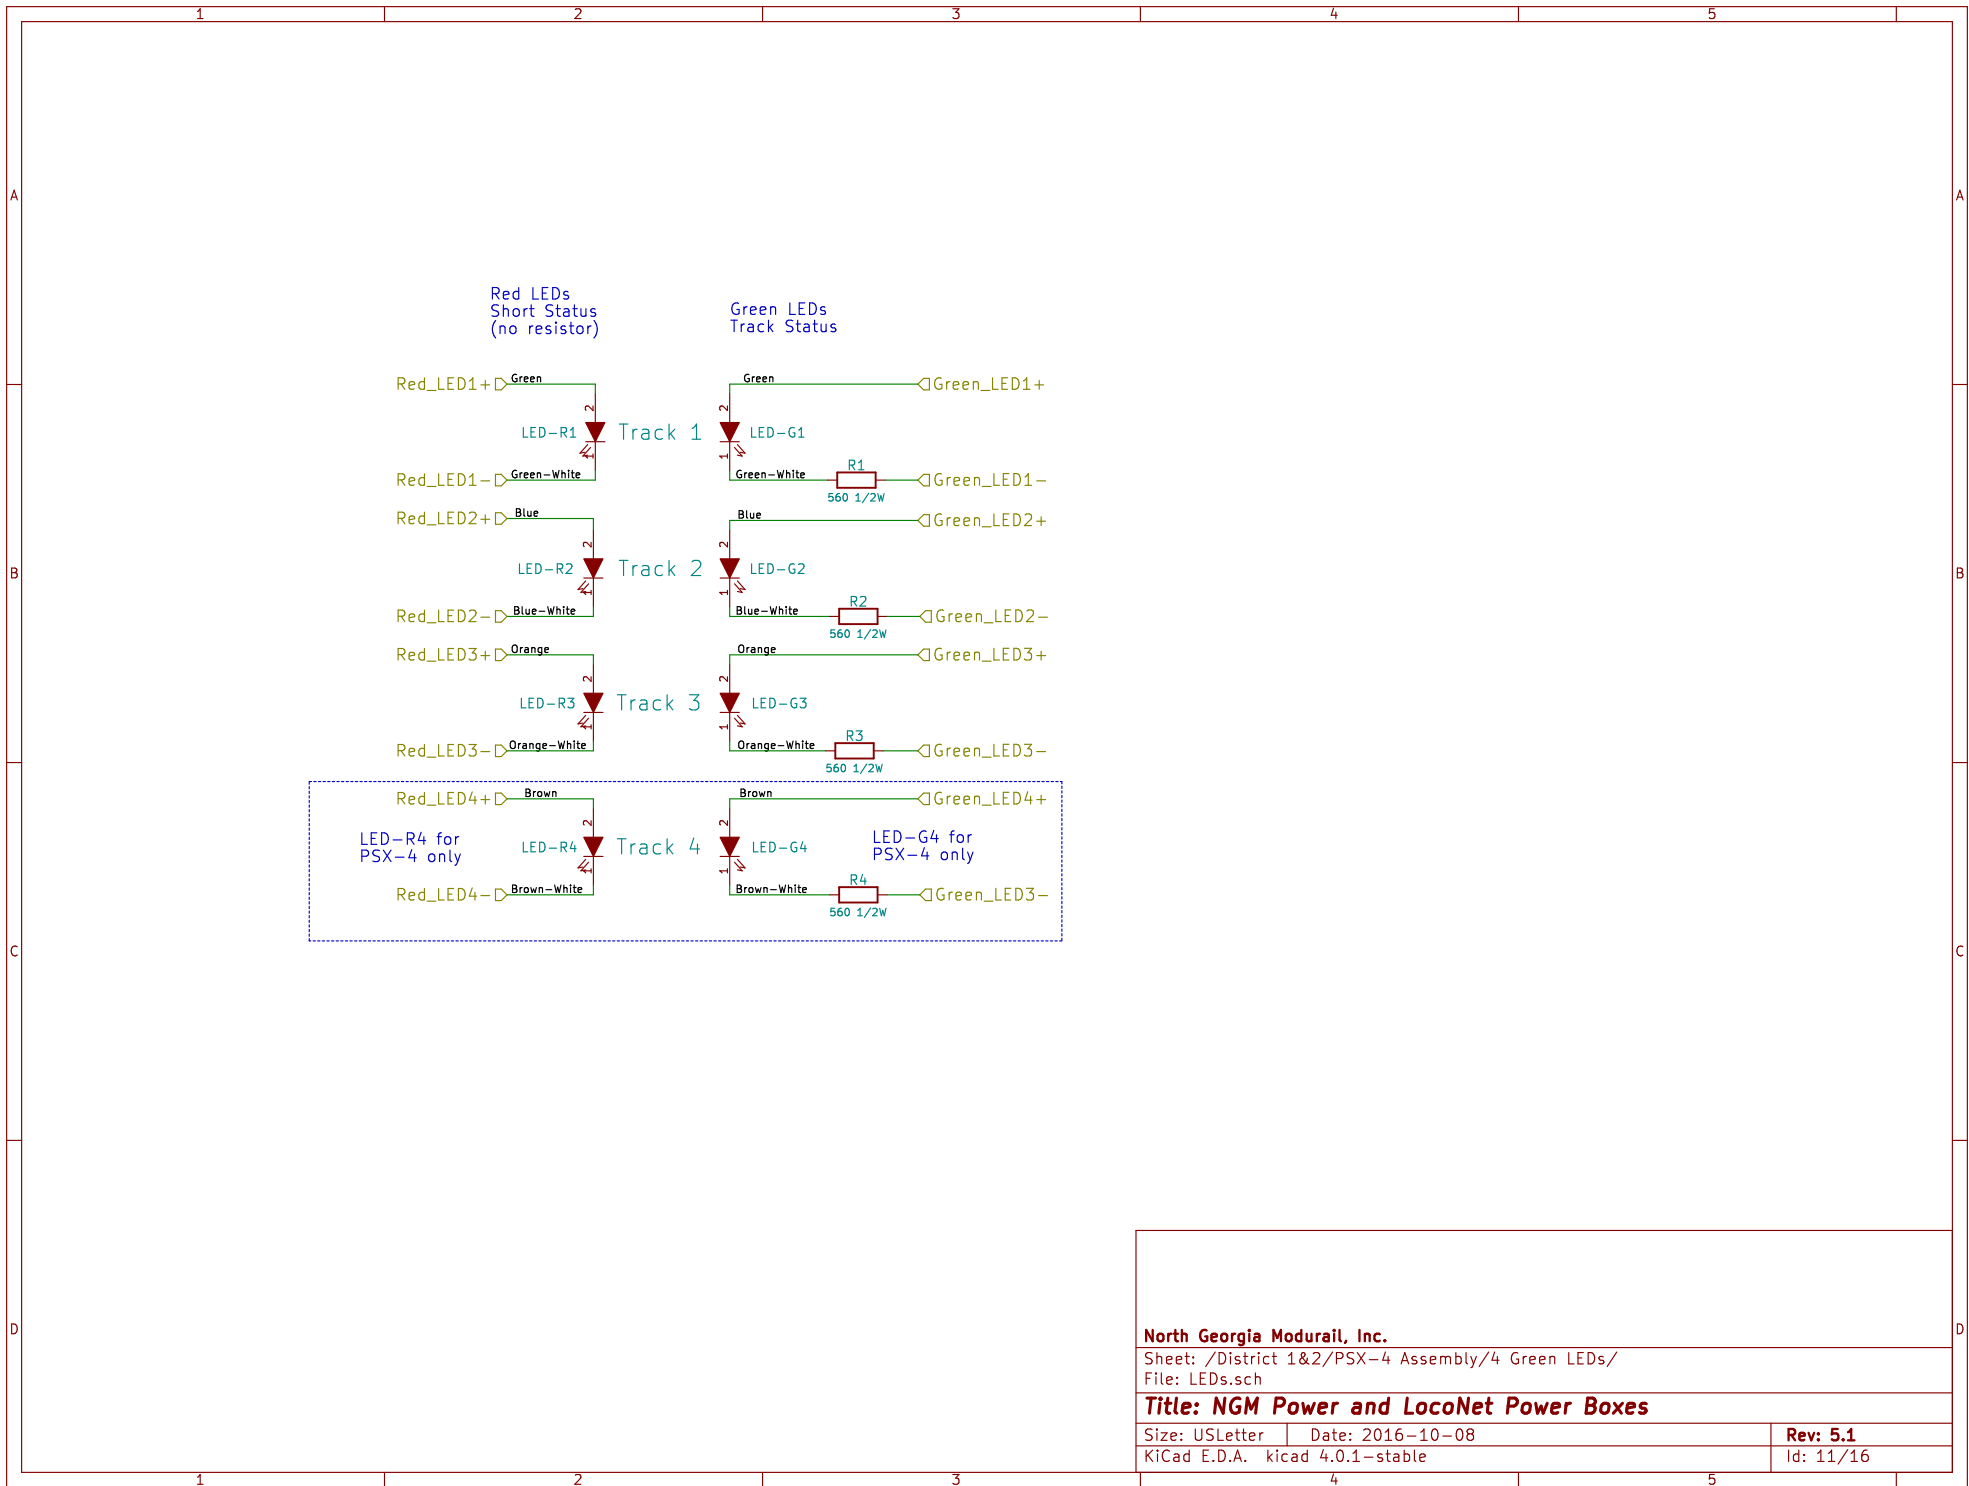 1 2 3 4 5
A A
Red LEDs
Short Status
(no resistor)
Green LEDs
Track Status
Red_LED1+ Green Green Green_LED1+
2 2
LED-R1 Track 1 LED-G1
1 1
Red_LED1- Green-White Green-White R1 Green_LED1-
560 1/2W
Red_LED2+ Blue Blue Green_LED2+
2 2
LED-R2 Track 2 LED-G2
B B
1 1
Red_LED2- Blue-White Blue-White R2 Green_LED2-
560 1/2W
Red_LED3+ Orange Orange Green_LED3+
2 2
LED-R3 Track 3 LED-G3
1 1
Red_LED3- Orange-White Orange-White R3 Green_LED3-
560 1/2W
Red_LED4+ Brown Brown Green_LED4+
2 2
LED-R4 for
PSX-4 only
LED-R4 Track 4 LED-G4
LED-G4 for
PSX-4 only
1 1
Red_LED4- Brown-White Brown-White R4 Green_LED3-
560 1/2W
C C
D D
North Georgia Modurail, Inc.
Sheet: /District 1&2/PSX-4 Assembly/4 Green LEDs/
File: LEDs.sch
Title: NGM Power and LocoNet Power Boxes
Size: USLetter Date: 2016-10-08 Rev: 5.1
KiCad E.D.A. kicad 4.0.1-stable Id: 11/16
1 2 3 4 5